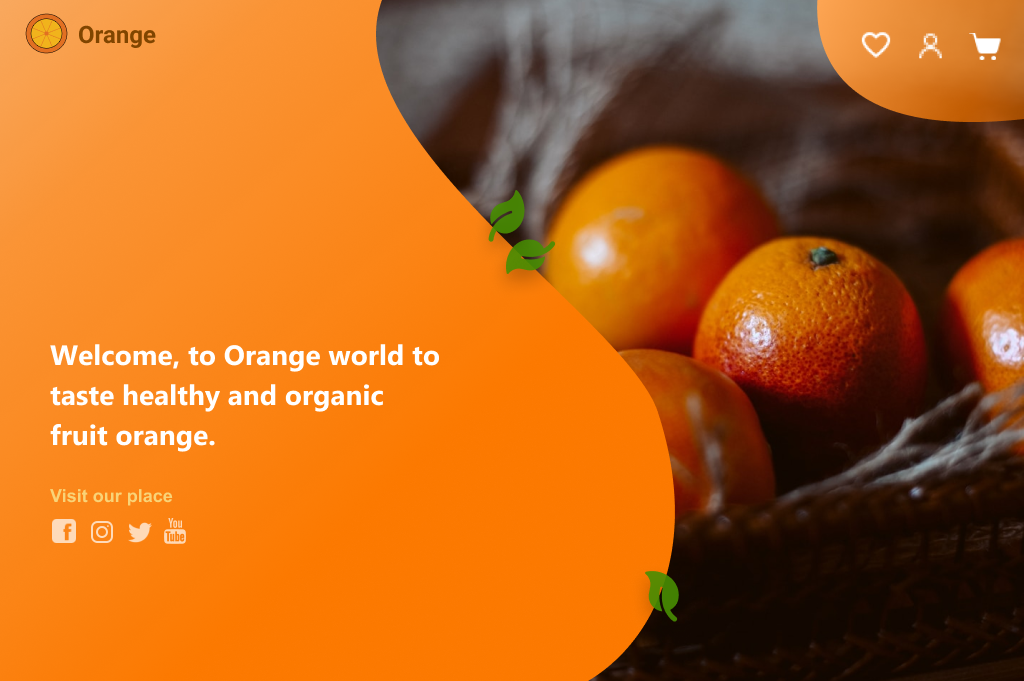 Orange
Welcome, to Orange world to
taste healthy and organic
fruit orange.
Visit our place
You
Tube